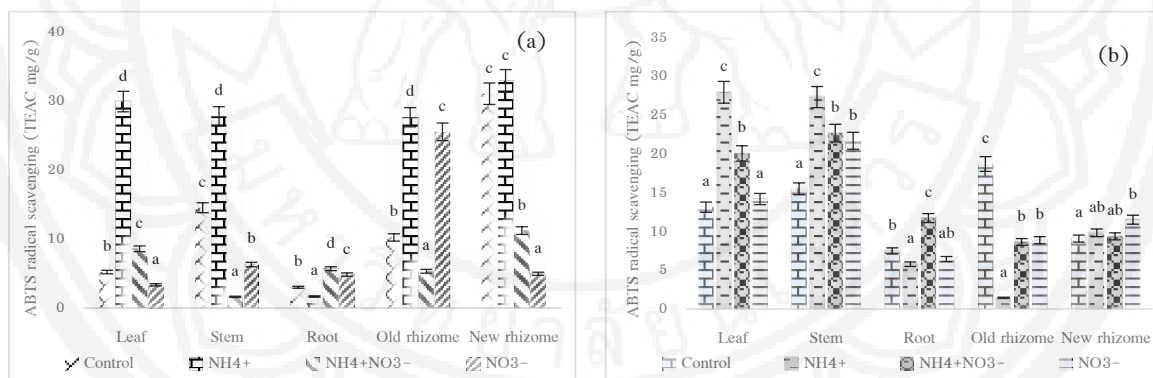 ABTS radical scavenging (TEAC mg/g)
40
30
20
10
0
(a)
b d c a
c d a b
b a d c
b d a c
c c b a
Leaf Stem Root Old rhizome New rhizome
Control NH4+ NH4+NO3− NO3−
ABTS radical scavenging (TEAC mg/g)
35
30
25
20
15
10
5
0
(b)
a c b a
a c b b
b a c ab
c a b b
a ab ab b
Leaf Stem Root Old rhizome New rhizome
Control NH4+ NH4+NO3− NO3−